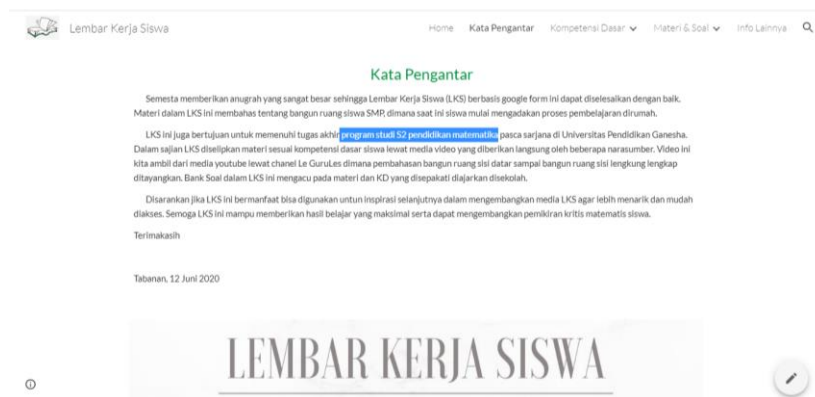 Lembar Kerja Siswa
Home Kata Pengantar Kompetensi Dasar Materi & Soal Info Lainnya
Kata Pengantar
Semesta memberikan anugrah yang sangat besar sehingga Lembar Kerja Siswa (LKS) berbasis google form ini dapat diselesaikan dengan baik.
Materi dalam LKS ini membahas tentang bangun ruang siswa SMP, dimana saat ini siswa mulai mengadakan proses pembelajaran dirumah.
LKS ini juga bertujuan untuk memenuhi tugas akhir program studi S2 pendidikan matematika pasca sarjana di Universitas Pendidikan Ganesha.
Dalam sajian LKS diselipkan materi sesuai kompetensi dasar siswa lewat media video yang diberikan langsung oleh beberapa narasumber. Video ini
kita ambil dari media youtube lewat chanel Le GuruLes dimana pembahasan bangun ruang sisi datar sampai bangun ruang sisi lengkung lengkap
ditayangkan. Bank Soal dalam LKS ini mengacu pada materi dan KD yang disepakati diajarkan disekolah.
Disarankan jika LKS ini bermanfaat bisa digunakan untun inspirasi selanjutnya dalam mengembangkan media LKS agar lebih menarik dan mudah
diakses. Semoga LKS ini mampu memberikan hasil belajar yang maksimal serta dapat mengembangkan pemikiran kritis matematis siswa.
Terimakasih
Tabanan, 12 Juni 2020
LEMBAR KERJA SISWA